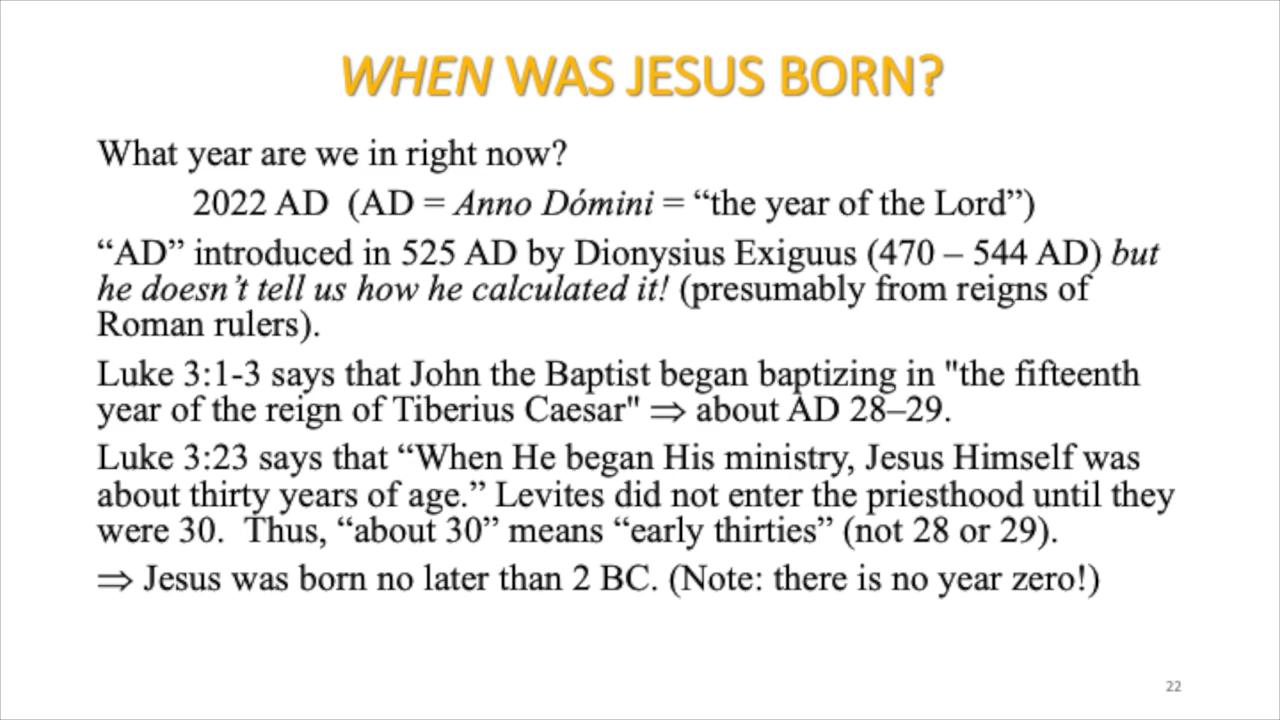 WHEN WAS JESUS BORN?
What year are we in right now?
2022 AD (AD = Anno Dómini = “the year of the Lord”)
“AD” introduced in 525 AD by Dionysius Exiguus (470 – 544 AD) but
he doesn’t tell us how he calculated it! (presumably from reigns of
Roman rulers).
Luke 3:1-3 says that John the Baptist began baptizing in "the fifteenth
year of the reign of Tiberius Caesar" ⇒ about AD 28–29.
Luke 3:23 says that “When He began His ministry, Jesus Himself was
about thirty years of age.” Levites did not enter the priesthood until they
were 30. Thus, “about 30” means “early thirties” (not 28 or 29).
⇒ Jesus was born no later than 2 BC. (Note: there is no year zero!)
22